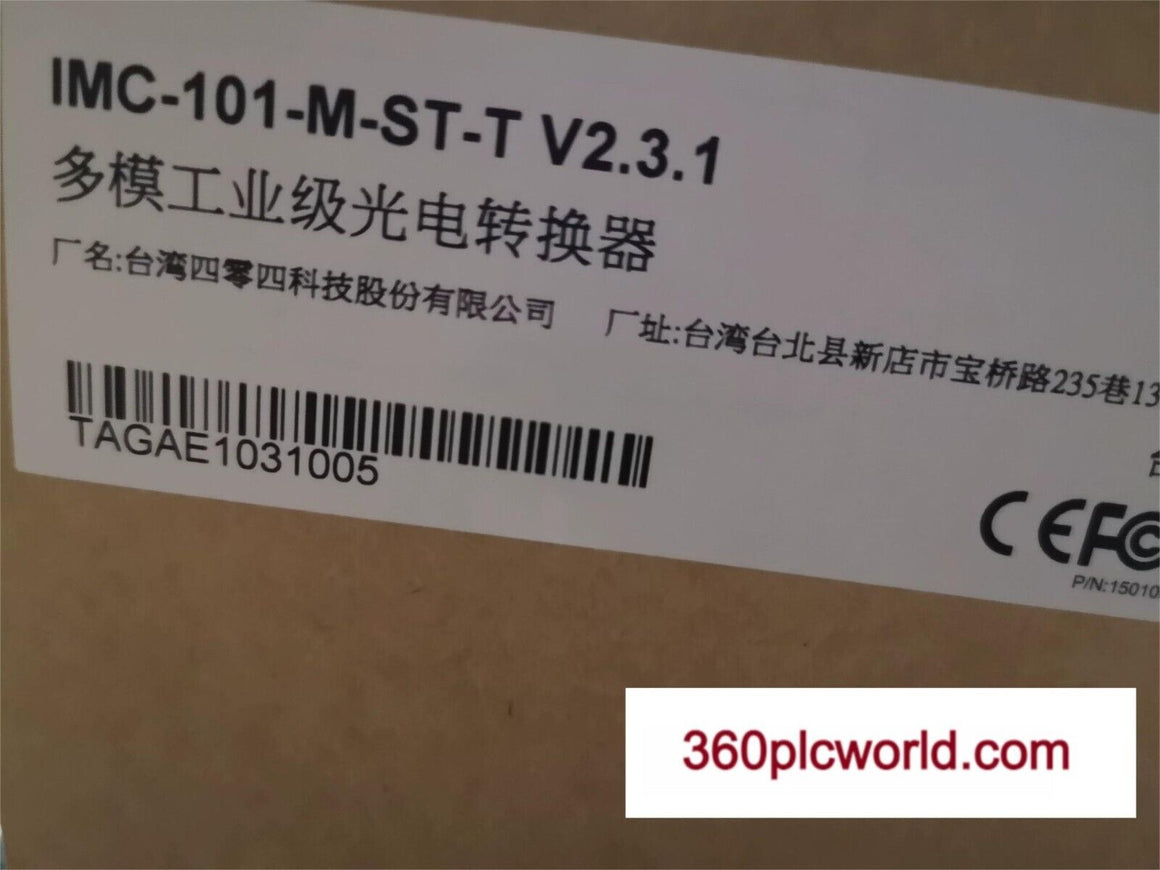 IMC-101-M-ST-T V2.3.1
多模工业级光电转换器
厂名:台湾四零四科技股份有限公司 厂址:台湾台北县新店市宝桥路235巷13
TAGAE1031005
CE FC
P/N:15010
360plcworld.com